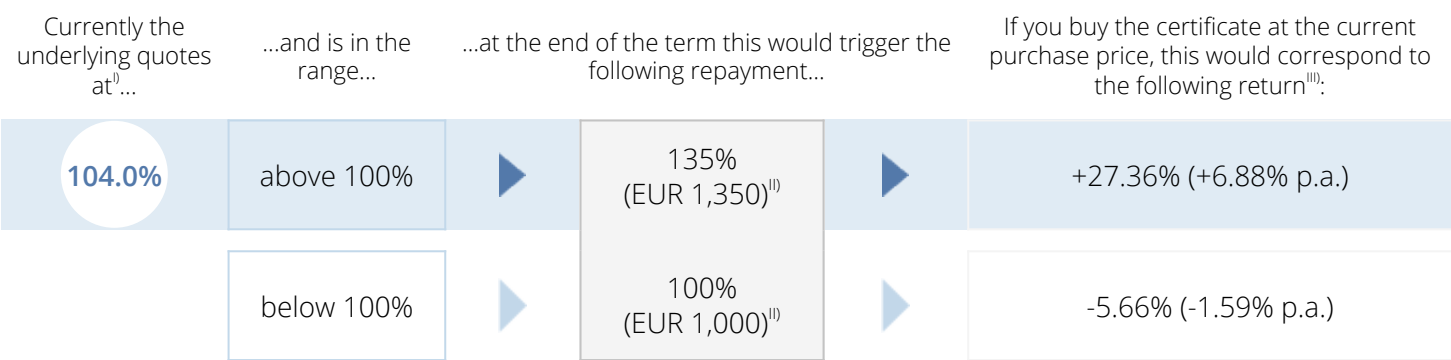 Currently the
underlying quotes
at^I)...
...and is in the
range...
...at the end of the term this would trigger the
following repayment...
If you buy the certificate at the current
purchase price, this would correspond to
the following return^III):
104.0%
above 100%
135%
(EUR 1,350)^II)
+27.36% (+6.88% p.a.)
below 100%
100%
(EUR 1,000)^II)
-5.66% (-1.59% p.a.)